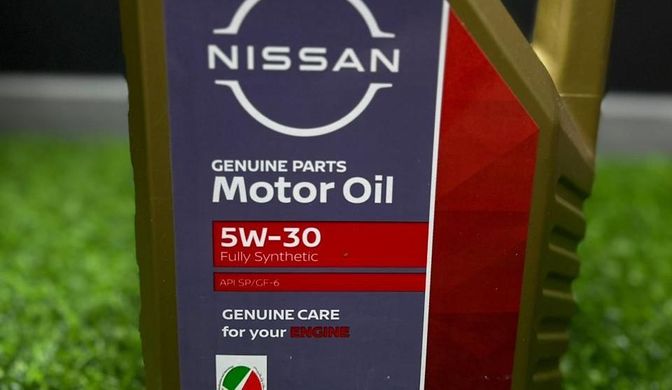 NISSAN
GENUINE PARTS
Motor Oil
5W-30
Fully Synthetic
API SP/GF-6
GENUINE CARE
for your ENGINE